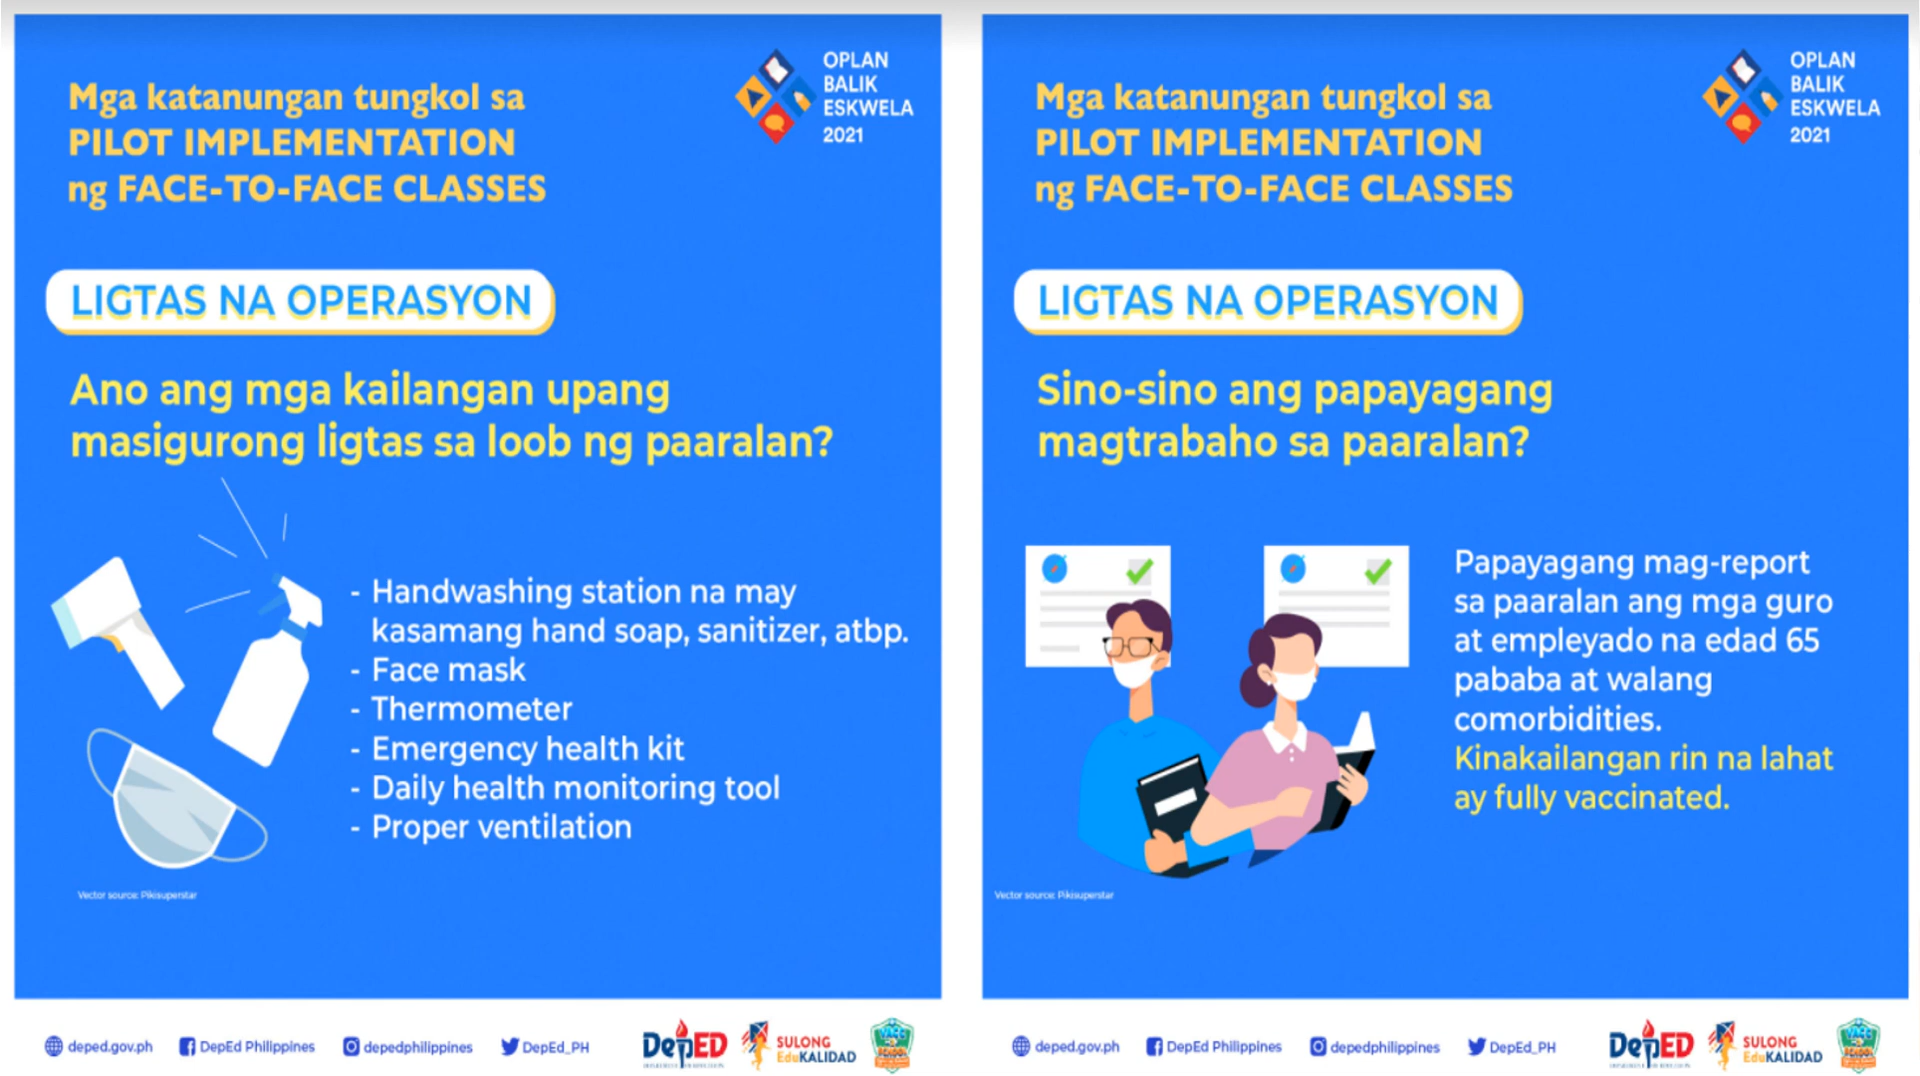 Mga katanungan tungkol sa
PILOT IMPLEMENTATION
ng FACE-TO-FACE CLASSES
OPLAN
BALIK
ESKWELA
2021
LIGTAS NA OPERASYON
Ano ang mga kailangan upang
masigurong ligtas sa loob ng paaralan?
- Handwashing station na may
kasamang hand soap, sanitizer, atbp.
- Face mask
- Thermometer
- Emergency health kit
- Daily health monitoring tool
- Proper ventilation
Vector source: Pikisuperstar
deped.gov.ph
DepEd Philippines
depedphilippines
DepEd_PH
DepED
SULONG
EduKALIDAD
Mga katanungan tungkol sa
PILOT IMPLEMENTATION
ng FACE-TO-FACE CLASSES
OPLAN
BALIK
ESKWELA
2021
LIGTAS NA OPERASYON
Sino-sino ang papayagang
magtrabaho sa paaralan?
Papayagang mag-report
sa paaralan ang mga guro
at empleyado na edad 65
pababa at walang
comorbidities.
Kinakailangan rin na lahat
ay fully vaccinated.
Vector source: Pikisuperstar
deped.gov.ph
DepEd Philippines
depedphilippines
DepEd_PH
DepED
SULONG
EduKALIDAD